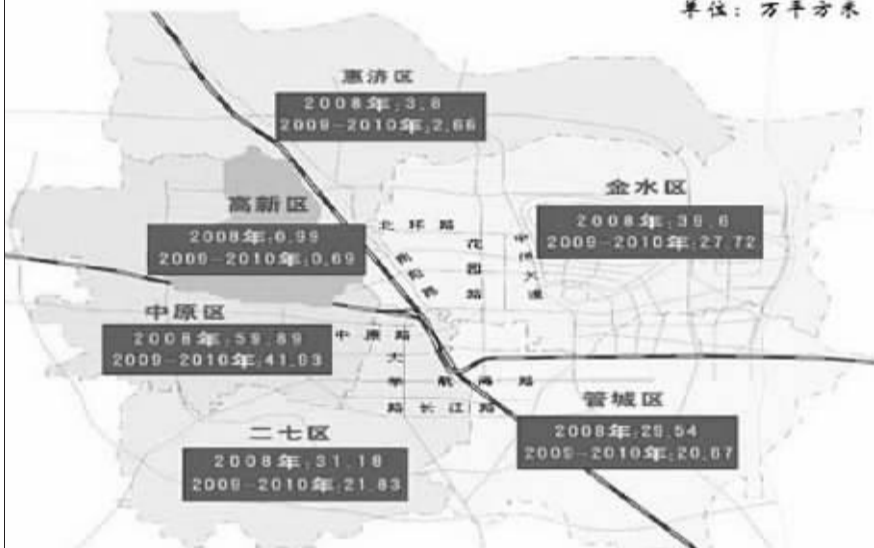 单位：万平方米
惠济区
2008年:3.8
2009-2010年:2.66
金水区
2008年:39.6
2009-2010年:27.72
高新区
2008年:0.99
2009-2010年:0.69
北环路
花园路
中州大道
南阳路
中原区
2008年:59.89
2009-2010年:41.93
中原路
大学路
航海路
长江路
管城区
2008年:29.54
2009-2010年:20.67
二七区
2008年:31.18
2009-2010年:21.83